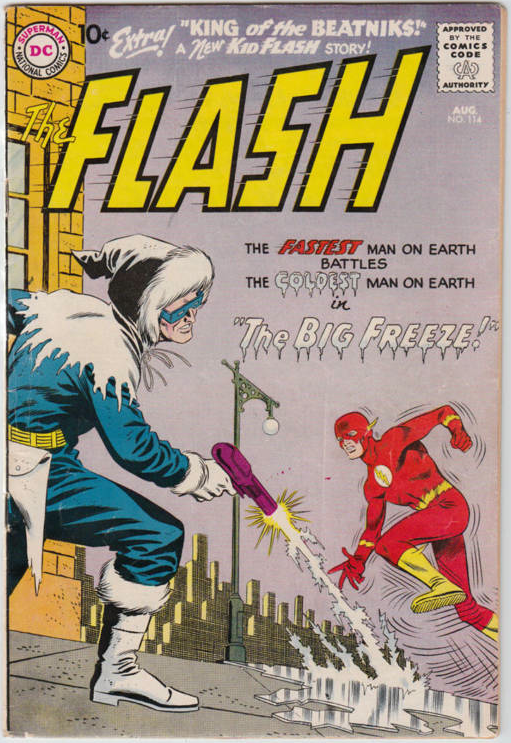 SUPERMAN
DC
NATIONAL COMICS
10¢
Extra! "KING of the BEATNIKS!"
A New KID FLASH STORY!
APPROVED
BY THE
COMICS
CODE
CA
AUTHORITY
AUG.
NO. 114
The FLASH
THE FASTEST MAN ON EARTH
BATTLES
THE COLDEST MAN ON EARTH
in
"The BIG FREEZE!"